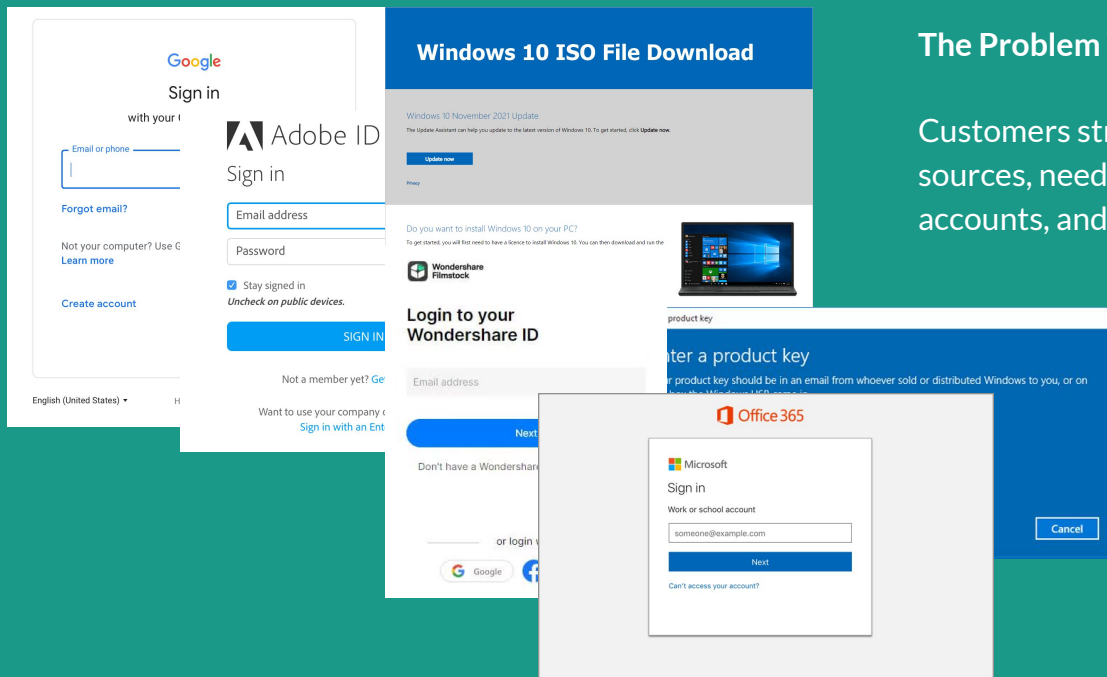 Google
Sign in
with your
Email or phone
Forgot email?
Not your computer? Use G
Learn more
Create account
English (United States)
H
Adobe ID
Sign in
Email address
Password
Stay signed in
Uncheck on public devices.
SIGN IN
Not a member yet? Ge
Want to use your company
Sign in with an Ent
Windows 10 ISO File Download
Windows 10 November 2021 Update
The Update Assistant can help you update to the latest version of Windows 10. To get started, click Update now.
Update now
Privacy
Do you want to install Windows 10 on your PC?
To get started, you will first need to have a licence to install Windows 10. You can then download and run the
Wondershare
Filmstock
Login to your
Wondershare ID
Email address
Next
Don't have a Wondershare
or login
Google
The Problem
Customers str
sources, need
accounts, and
product key
ter a product key
r product key should be in an email from whoever sold or distributed Windows to you, or on
box the Windows USB came in
Cancel
Office 365
Microsoft
Sign in
Work or school account
someone@example.com
Next
Can't access your account?